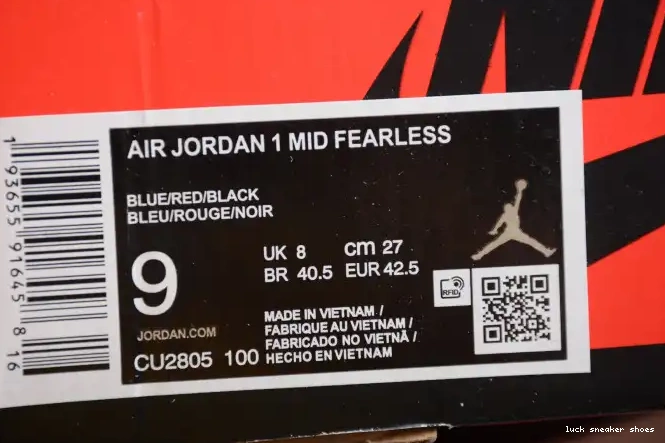 AIR JORDAN 1 MID FEARLESS
BLUE/RED/BLACK
BLEU/ROUGE/NOIR
9
UK 8 cm 27
BR 40.5 EUR 42.5
RFID
JORDAN.COM
CU2805 100
MADE IN VIETNAM /
FABRIQUE AU VIETNAM /
FABRICADO NO VIETNÃ /
HECHO EN VIETNAM
1 93655 91645 8 16
luck sneaker shoes